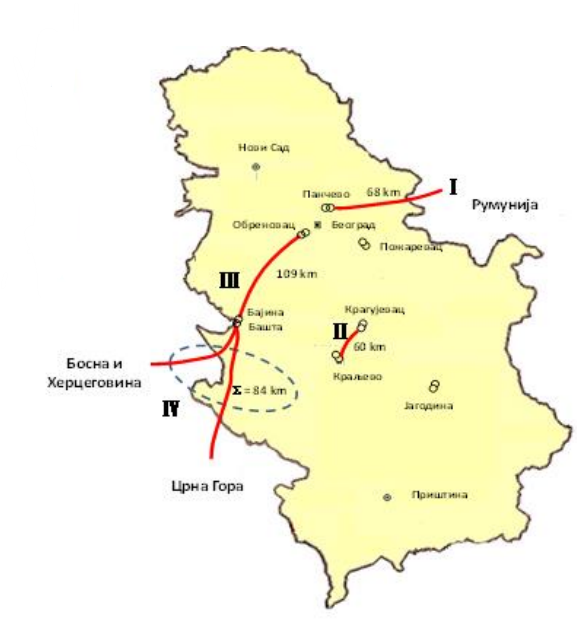 Нови Сад
Панчево
68 km
I
Румунија
Обреновац
Београд
Пожаревац
III
109 km
Бајина
Башта
Крагујевац
II
60 km
Босна и
Херцеговина
Краљево
Σ = 84 km
IV
Јагодина
Црна Гора
Приштина